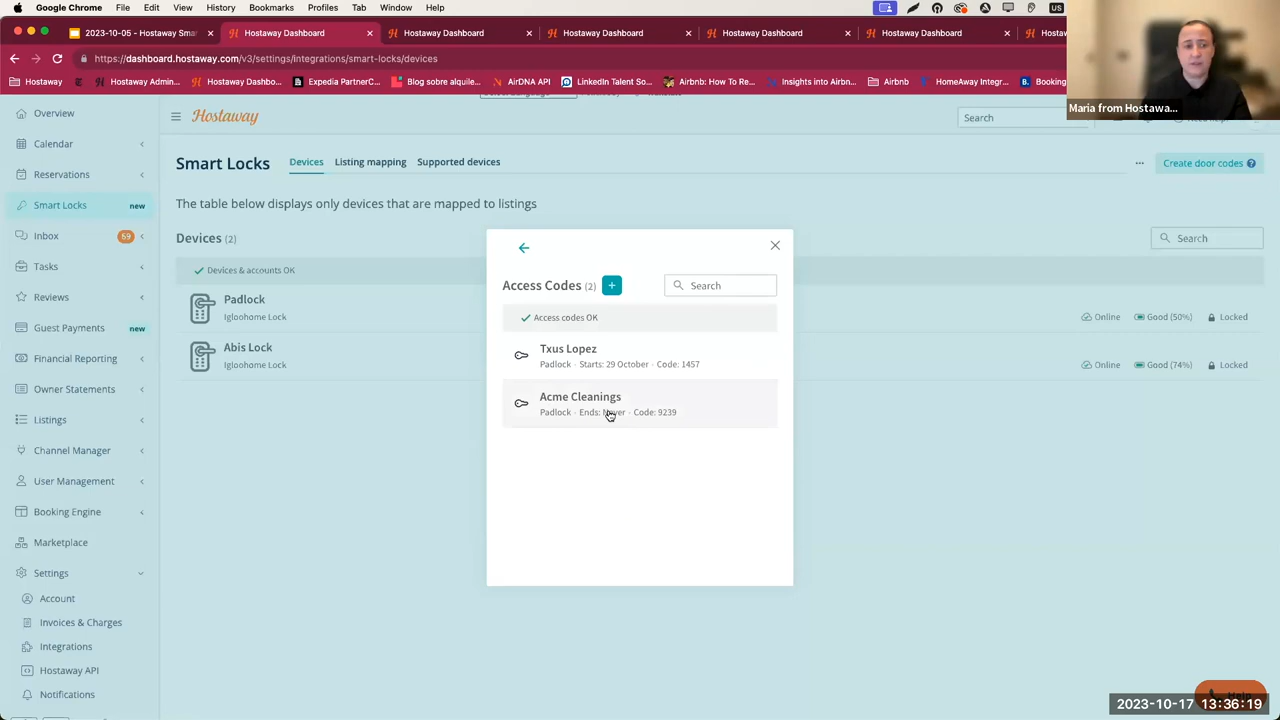 Google Chrome File Edit View History Bookmarks Profiles Tab Window Help US
2023-10-05 - Hostaway Sma Hostaway Dashboard Hostaway Dashboard Hostaway Dashboard Hostaway Dashboard Hostaway Dashboard Hostaway
https://dashboard.hostaway.com/v3/settings/integrations/smart-locks/devices
Hostaway Hostaway Admin... Hostaway Dashbo... Expedia PartnerC... Blog sobre alquile... AirDNA API LinkedIn Talent So... Airbnb: How To Re... Insights into Airbn... Airbnb HomeAway Integr... Booking
Maria from Hostawa...
Overview
Calendar
Reservations
Smart Locks new
Inbox 69
Tasks
Reviews
Guest Payments new
Financial Reporting
Owner Statements
Listings
Channel Manager
User Management
Booking Engine
Marketplace
Settings
Account
Invoices & Charges
Integrations
Hostaway API
Notifications
Hostaway
Search
Smart Locks Devices Listing mapping Supported devices
Create door codes ?
The table below displays only devices that are mapped to listings
Devices (2)
Search
Devices & accounts OK
Padlock
Igloohome Lock
Online Good (50%) Locked
Abis Lock
Igloohome Lock
Online Good (74%) Locked
Access Codes (2) +
Search
Access codes OK
Txus Lopez
Padlock · Starts: 29 October · Code: 1457
Acme Cleanings
Padlock · Ends: Never · Code: 9239
Help
2023-10-17 13:36:19